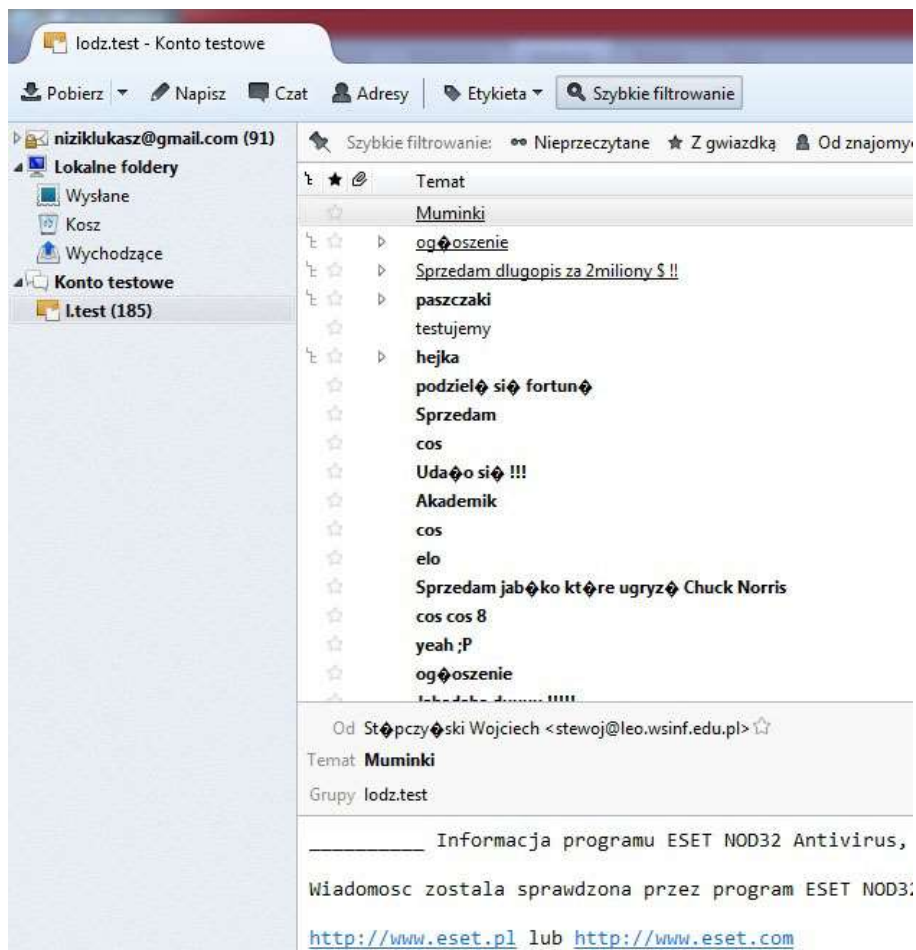 lodz.test - Konto testowe
Pobierz Napisz Czat Adresy Etykieta Szybkie filtrowanie
niziklukasz@gmail.com (91)
Lokalne foldery
Wysłane
Kosz
Wychodzące
Konto testowe
l.test (185)
Szybkie filtrowanie: Nieprzeczytane Z gwiazdką Od znajomyc
Temat
Muminki
og�oszenie
Sprzedam dlugopis za 2miliony $ !!
paszczaki
testujemy
hejka
podziel� si� fortun�
Sprzedam
cos
Uda�o si� !!!
Akademik
cos
elo
Sprzedam jab�ko kt�re ugryz� Chuck Norris
cos cos 8
yeah ;P
og�oszenie
Od St�pczy�ski Wojciech <stewoj@leo.wsinf.edu.pl>
Temat Muminki
Grupy lodz.test
__________ Informacja programu ESET NOD32 Antivirus,
Wiadomosc zostala sprawdzona przez program ESET NOD32
http://www.eset.pl lub http://www.eset.com